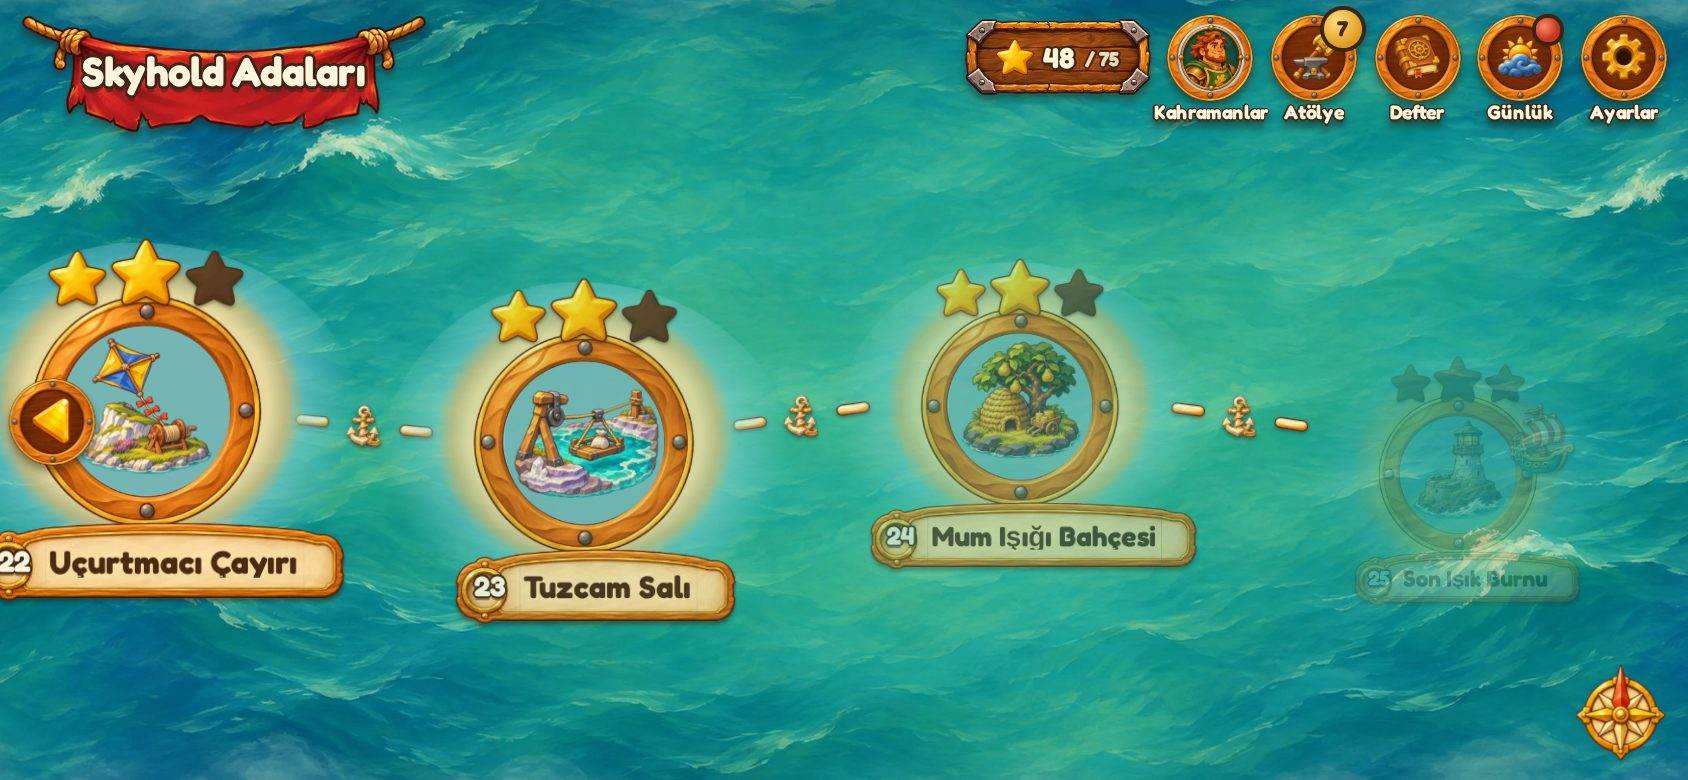 Skyhold Adaları
48 / 75
7
Kahramanlar
Atölye
Defter
Günlük
Ayarlar
22 Uçurtmacı Çayırı
23 Tuzcam Salı
24 Mum Işığı Bahçesi
25 Son Işık Burnu